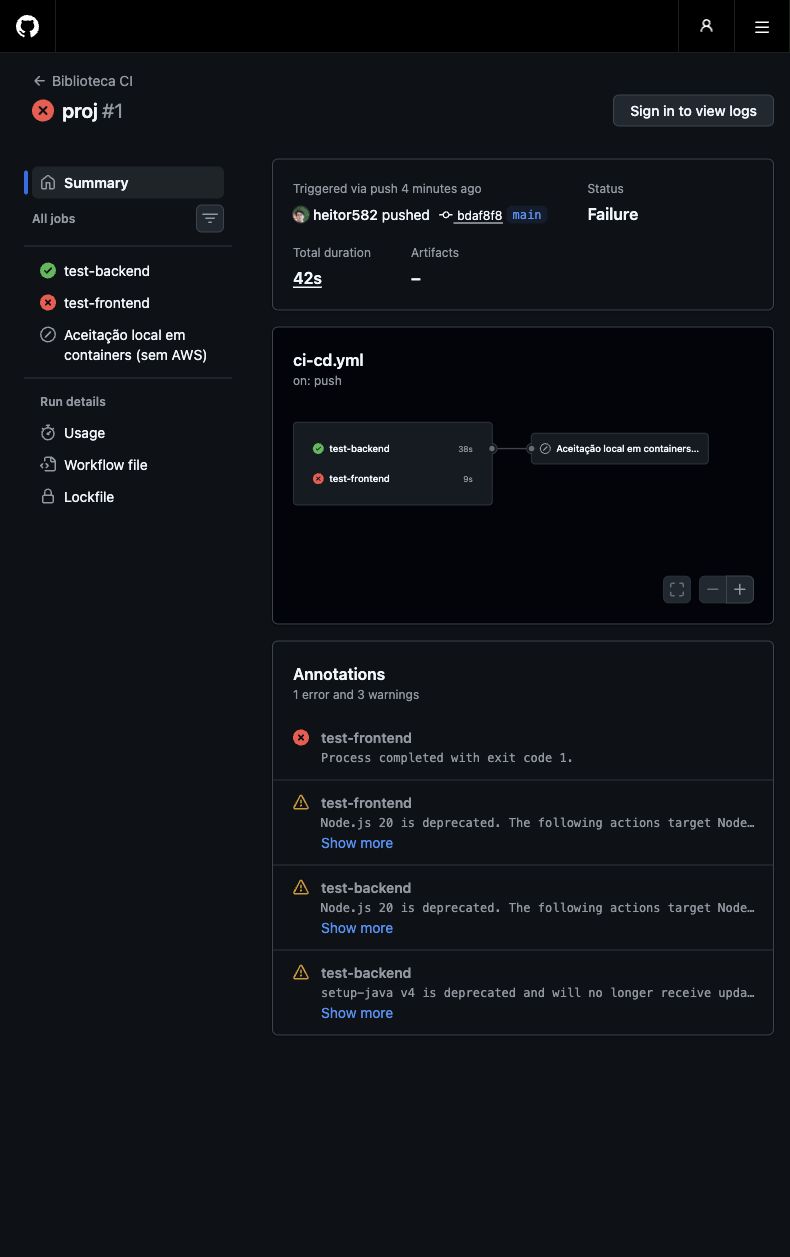 Biblioteca CI
proj #1
Sign in to view logs
Summary
All jobs
test-backend
test-frontend
Aceitação local em
containers (sem AWS)
Run details
Usage
Workflow file
Lockfile
Triggered via push 4 minutes ago
heitor582 pushed bdaf8f8 main
Status
Failure
Total duration
42s
Artifacts
–
ci-cd.yml
on: push
test-backend 38s
test-frontend 9s
Aceitação local em containers...
Annotations
1 error and 3 warnings
test-frontend
Process completed with exit code 1.
test-frontend
Node.js 20 is deprecated. The following actions target Node…
Show more
test-backend
Node.js 20 is deprecated. The following actions target Node…
Show more
test-backend
setup-java v4 is deprecated and will no longer receive upda…
Show more